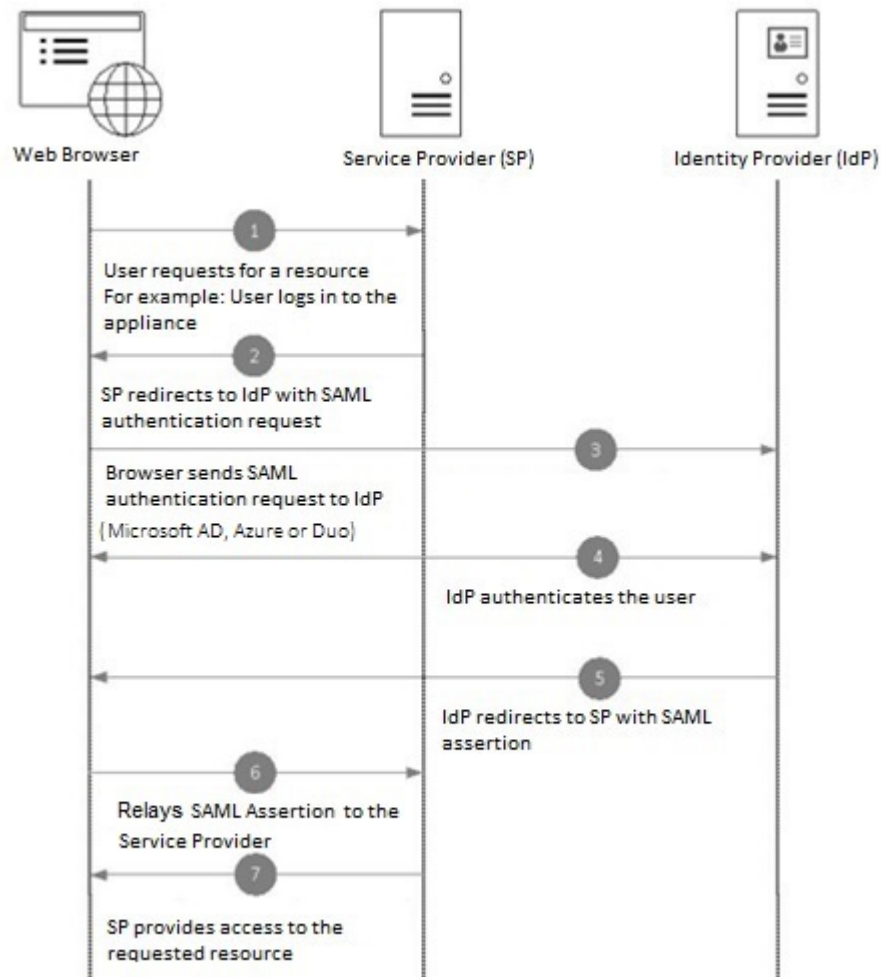 Web Browser
Service Provider (SP)
Identity Provider (IdP)
1
User requests for a resource
For example: User logs in to the
appliance
2
SP redirects to IdP with SAML
authentication request
3
Browser sends SAML
authentication request to IdP
(Microsoft AD, Azure or Duo)
4
IdP authenticates the user
5
IdP redirects to SP with SAML
assertion
6
Relays SAML Assertion to the
Service Provider
7
SP provides access to the
requested resource